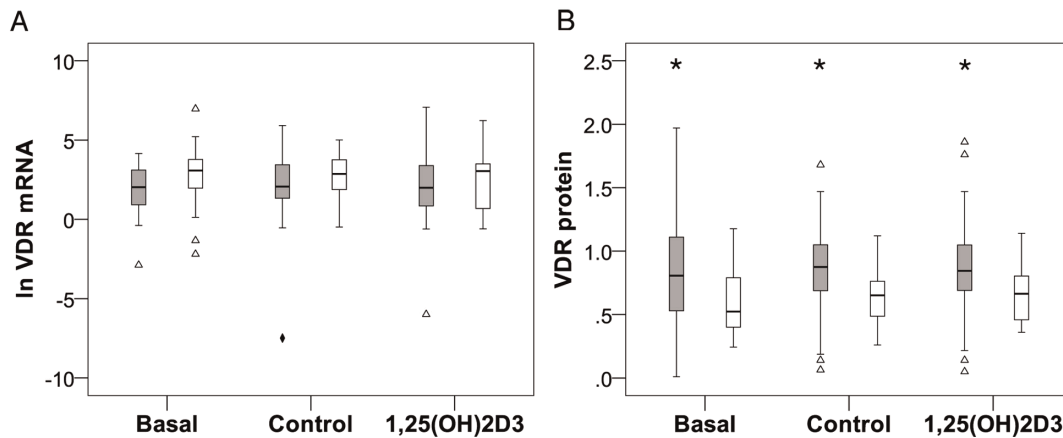 A
10
5
0
-5
-10
ln VDR mRNA
Basal Control 1,25(OH)2D3
B
* * *
2.5
2.0
1.5
1.0
.5
.0
VDR protein
Basal Control 1,25(OH)2D3